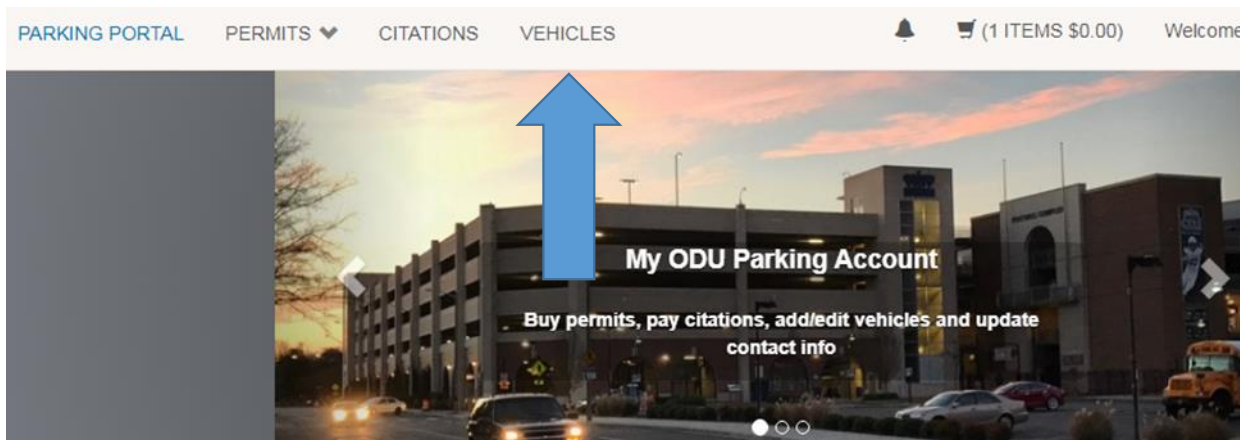 PARKING PORTAL PERMITS CITATIONS VEHICLES (1 ITEMS $0.00) Welcome
My ODU Parking Account
Buy permits, pay citations, add/edit vehicles and update
contact info